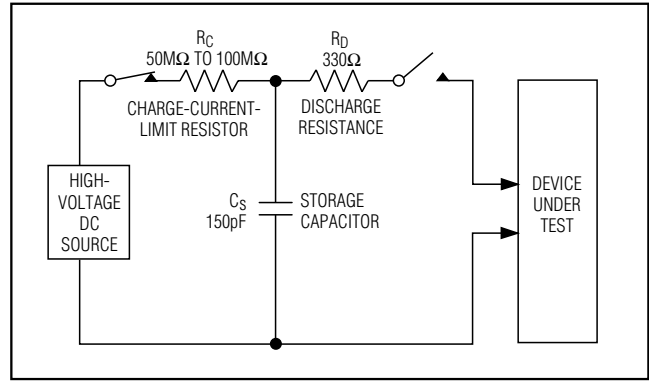 R_C
50MΩ TO 100MΩ
CHARGE-CURRENT-
LIMIT RESISTOR
R_D
330Ω
DISCHARGE
RESISTANCE
HIGH-
VOLTAGE
DC
SOURCE
C_S
150pF
STORAGE
CAPACITOR
DEVICE
UNDER
TEST